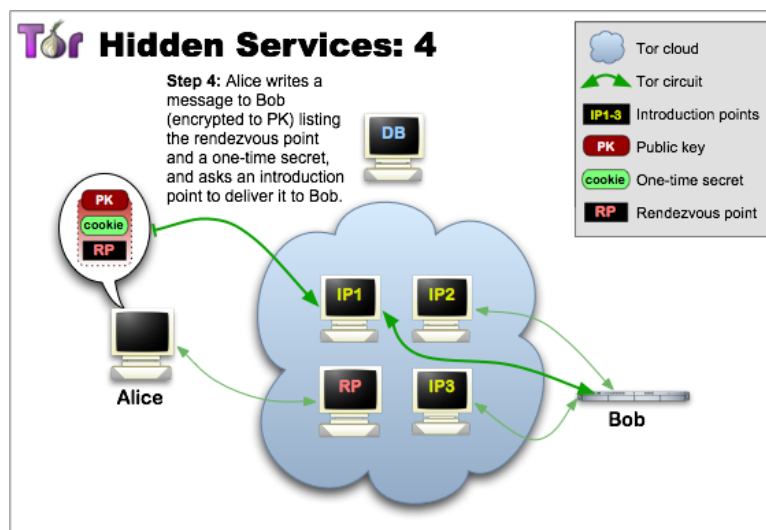 Tor Hidden Services: 4
Step 4: Alice writes a
message to Bob
(encrypted to PK) listing
the rendezvous point
and a one-time secret,
and asks an introduction
point to deliver it to Bob.
DB
Tor cloud
Tor circuit
IP1-3 Introduction points
PK Public key
cookie One-time secret
RP Rendezvous point
PK
cookie
RP
IP1
IP2
RP
IP3
Alice
Bob